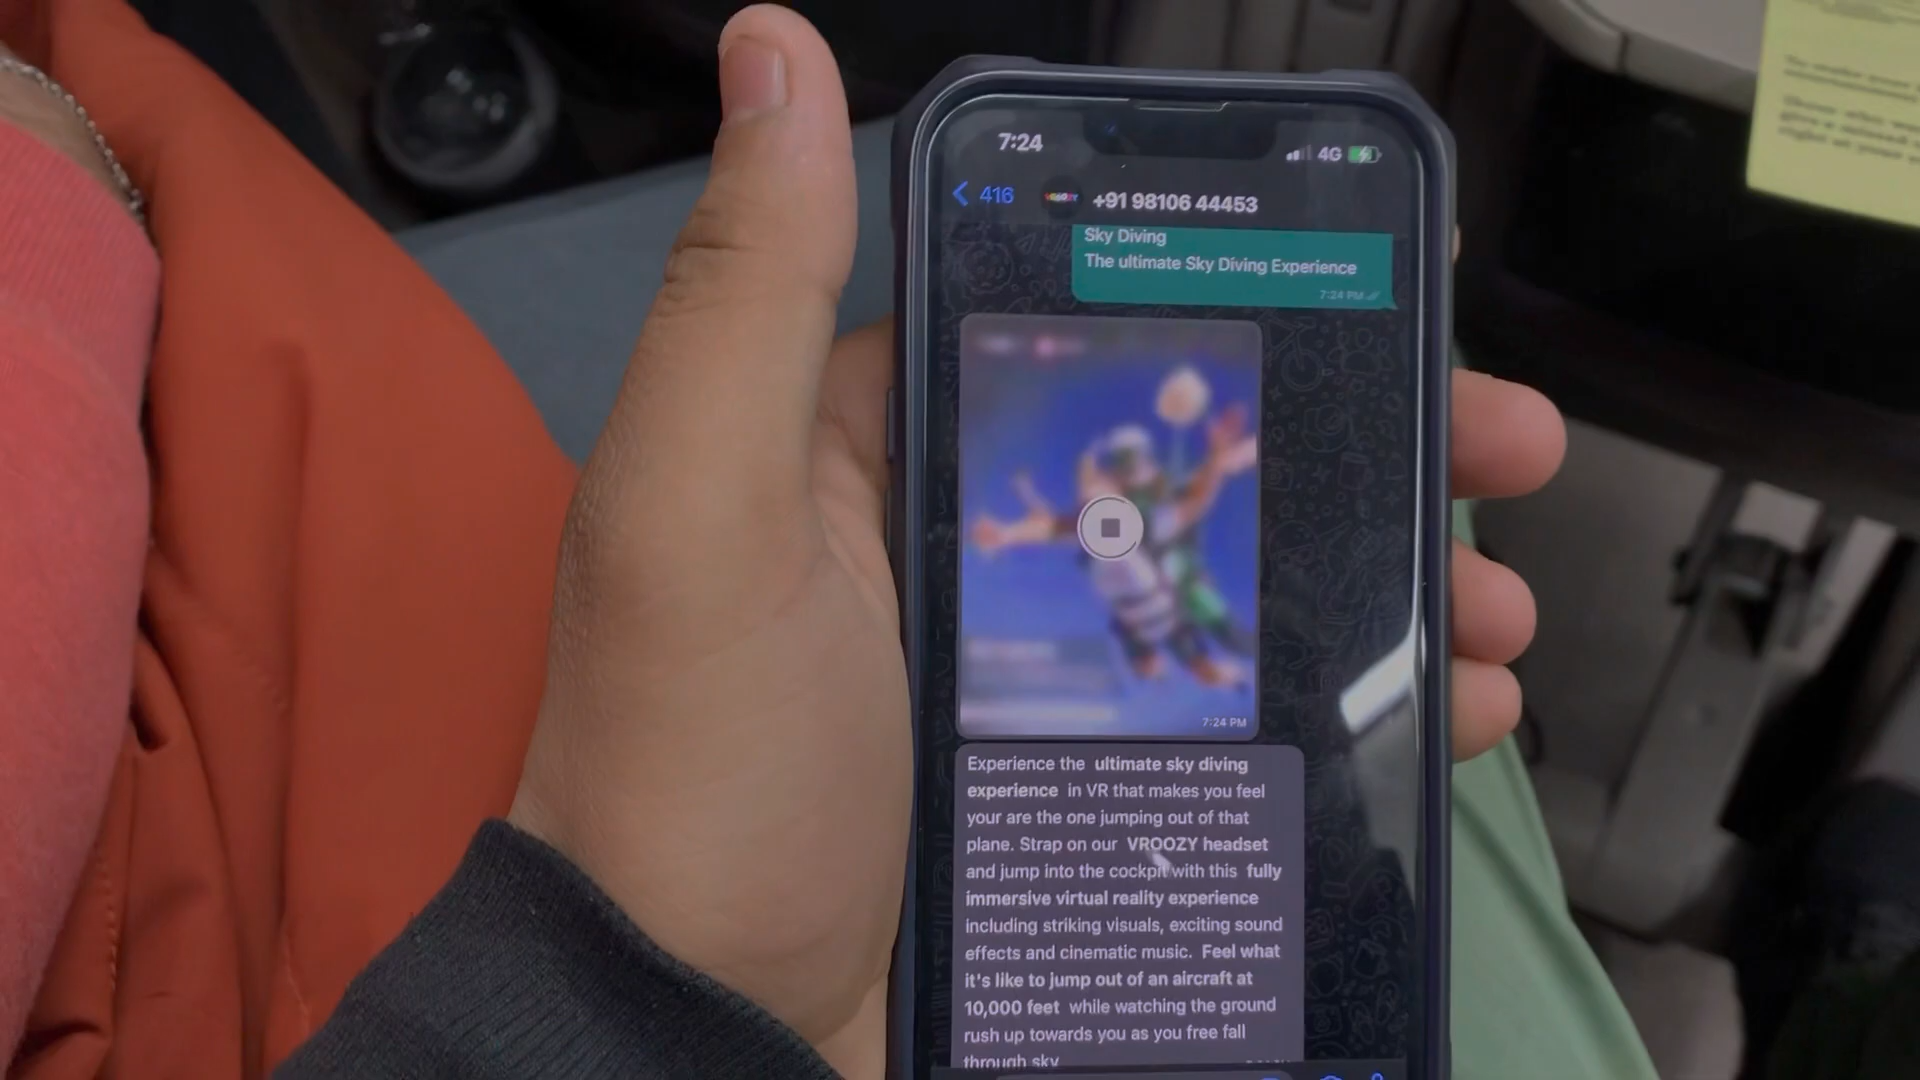 7:24
4G
416
VROOZY
+91 98106 44453
Sky Diving
The ultimate Sky Diving Experience
7:24 PM
7:24 PM
Experience the ultimate sky diving
experience in VR that makes you feel
your are the one jumping out of that
plane. Strap on our VROOZY headset
and jump into the cockpit with this fully
immersive virtual reality experience
including striking visuals, exciting sound
effects and cinematic music. Feel what
it's like to jump out of an aircraft at
10,000 feet while watching the ground
rush up towards you as you free fall
through sky